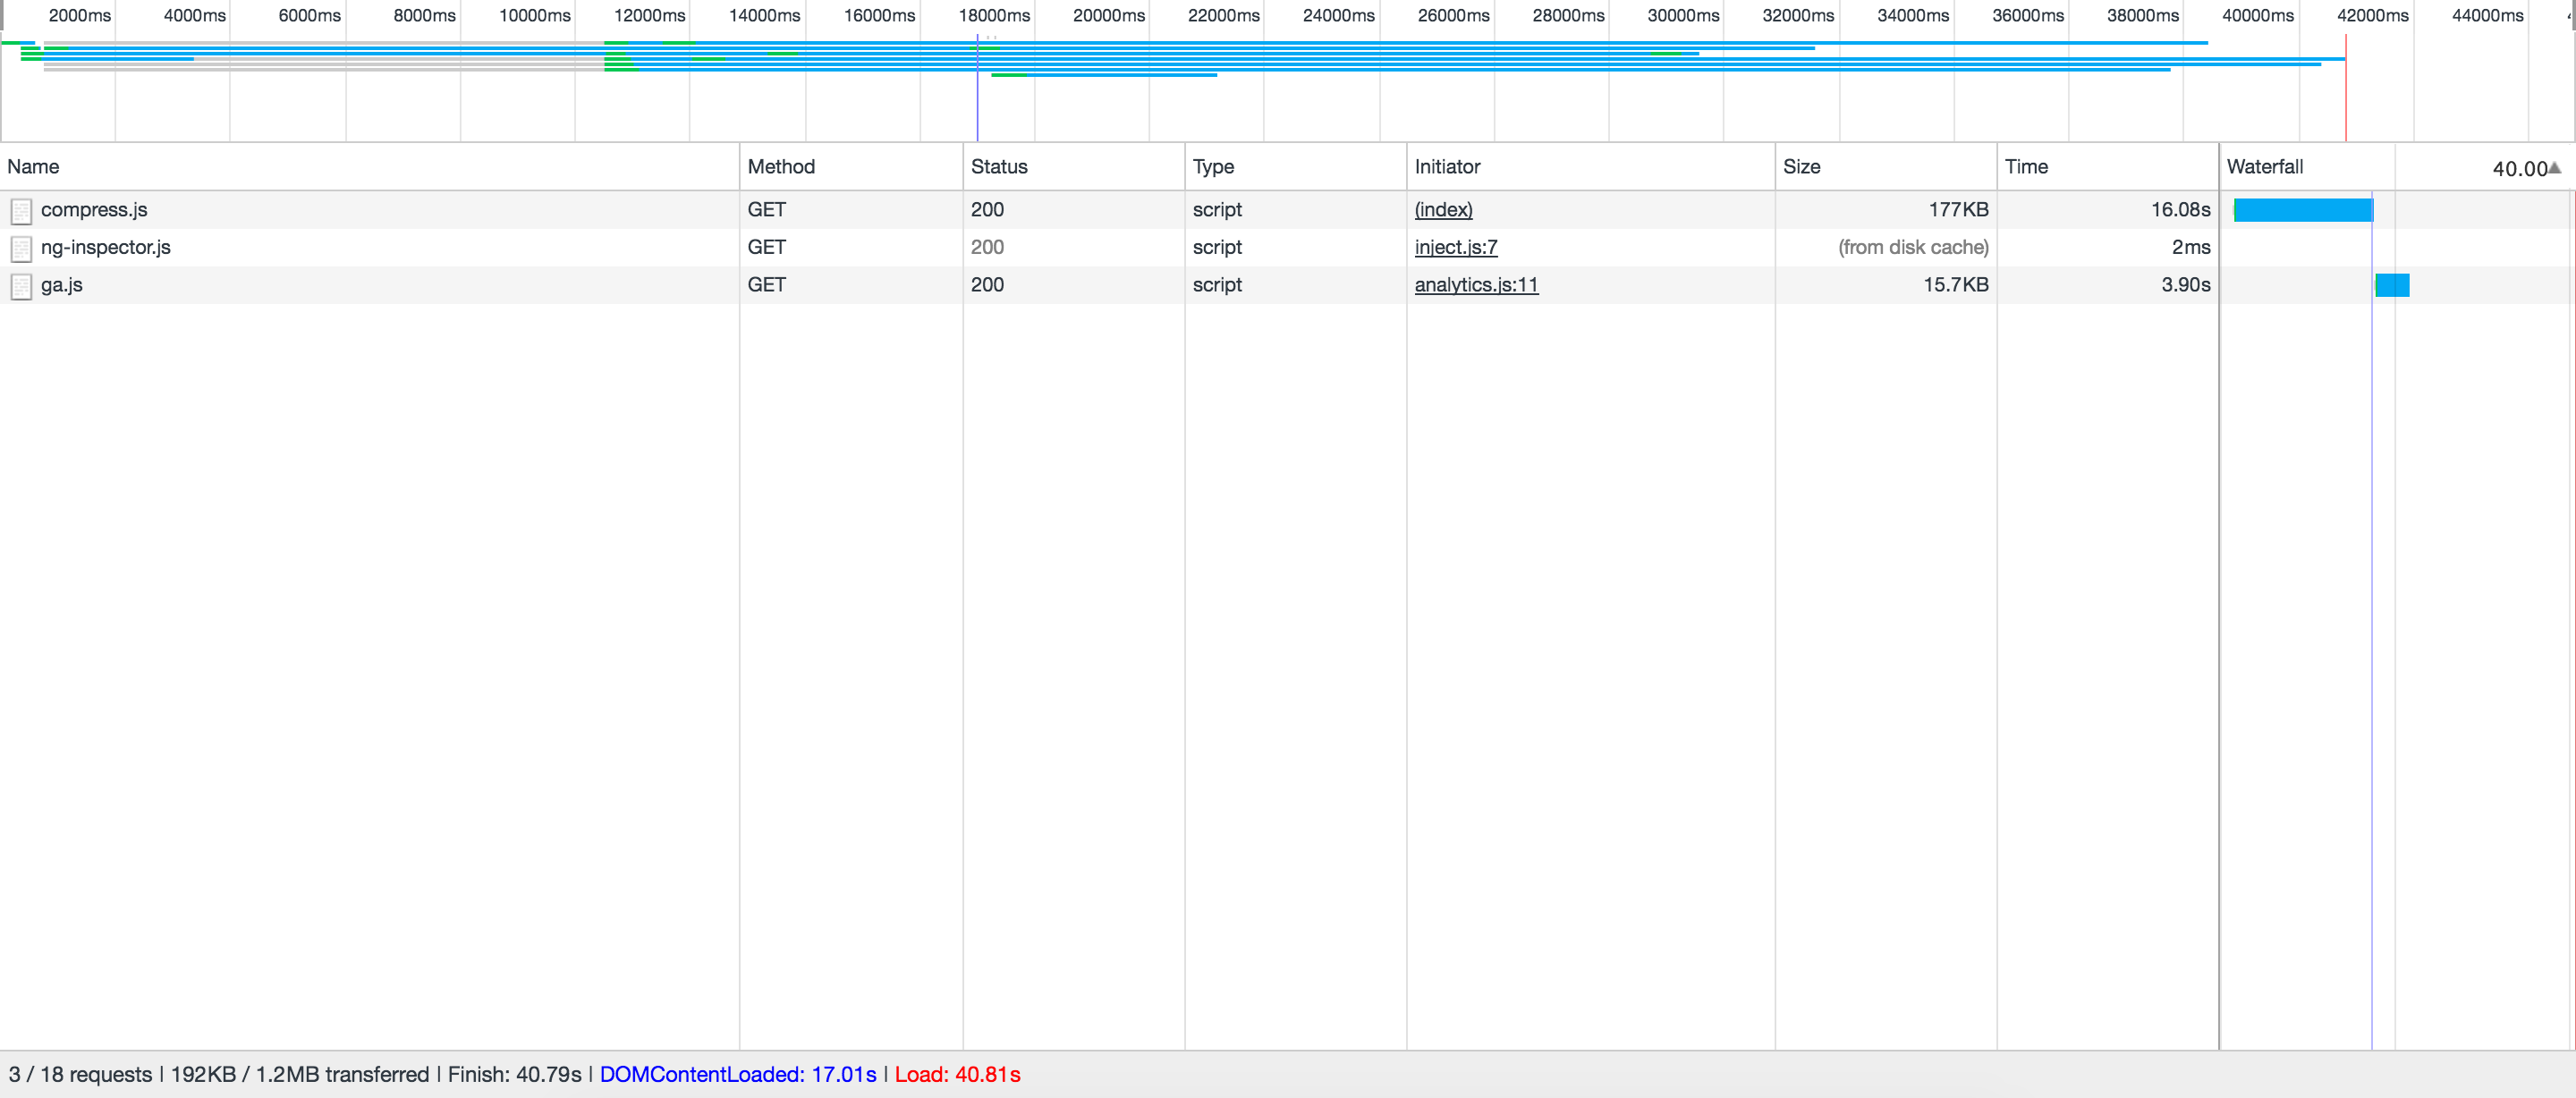 2000ms 4000ms 6000ms 8000ms 10000ms 12000ms 14000ms 16000ms 18000ms 20000ms 22000ms 24000ms 26000ms 28000ms 30000ms 32000ms 34000ms 36000ms 38000ms 40000ms 42000ms 44000ms
Name Method Status Type Initiator Size Time Waterfall 40.00▲
compress.js GET 200 script (index) 177KB 16.08s
ng-inspector.js GET 200 script inject.js:7 (from disk cache) 2ms
ga.js GET 200 script analytics.js:11 15.7KB 3.90s
3 / 18 requests | 192KB / 1.2MB transferred | Finish: 40.79s | DOMContentLoaded: 17.01s | Load: 40.81s